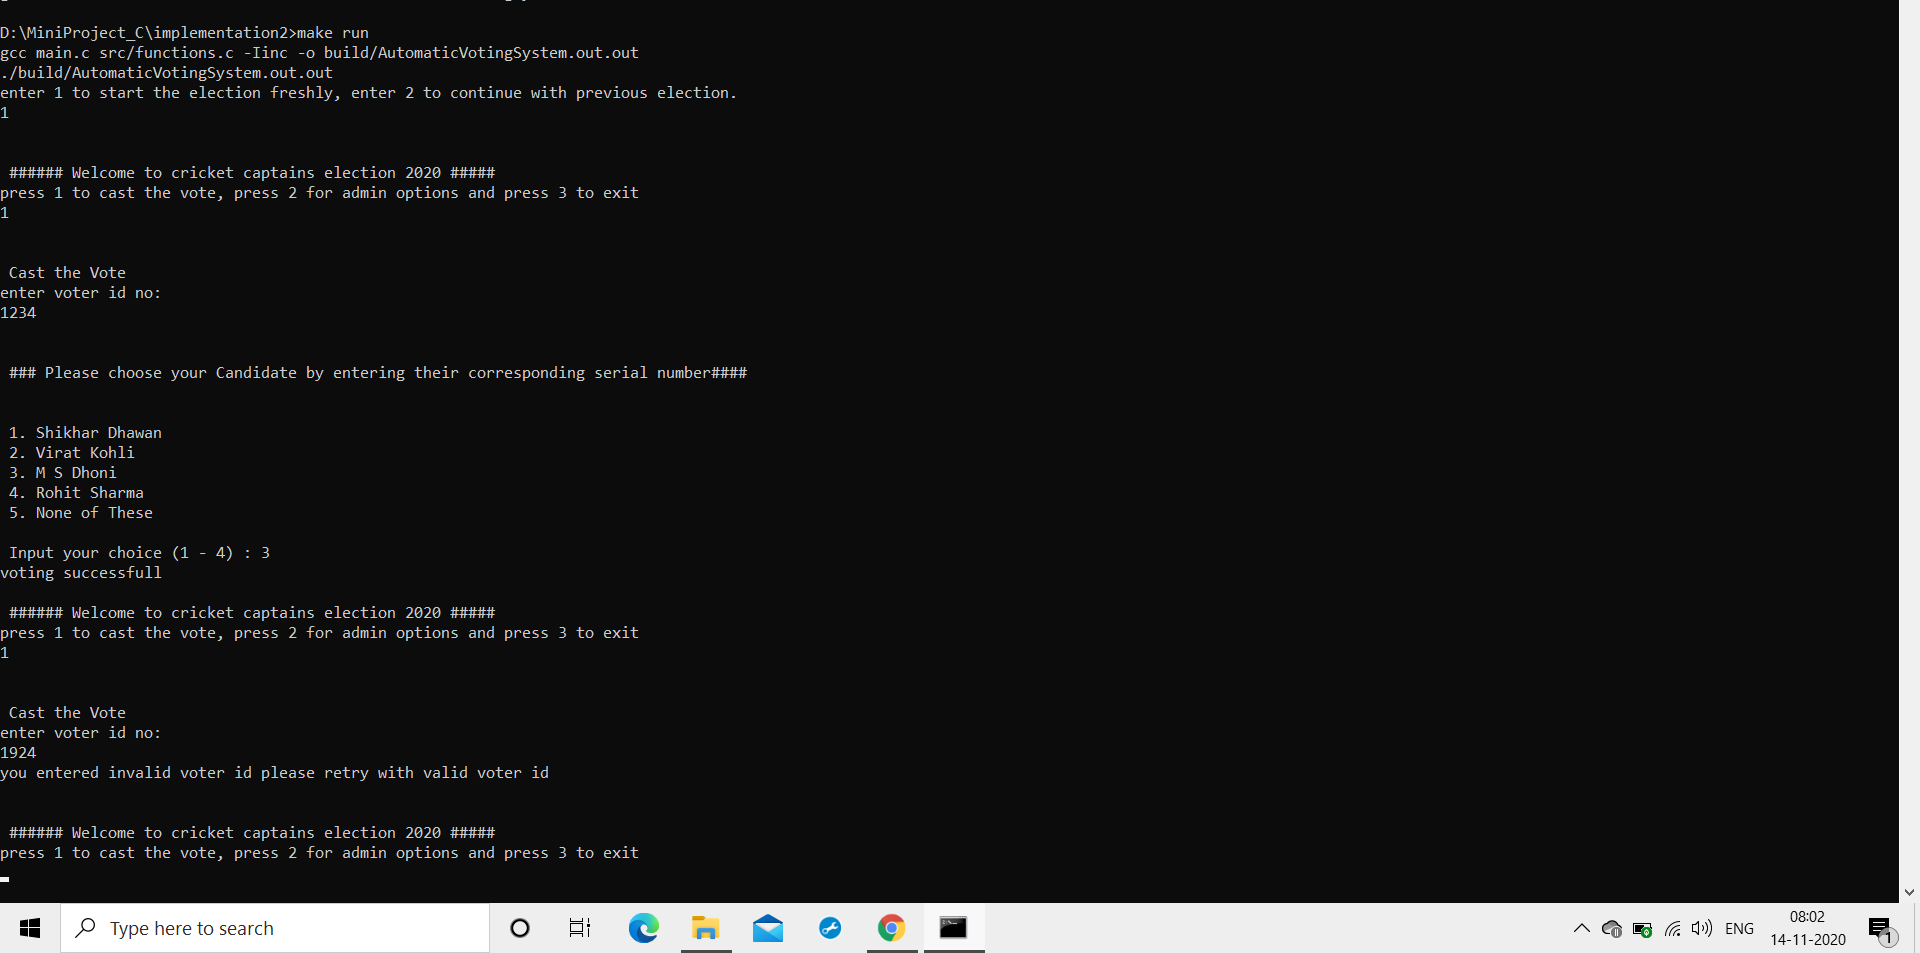 D:\MiniProject_C\implementation2>make run
gcc main.c src/functions.c -Iinc -o build/AutomaticVotingSystem.out.out
./build/AutomaticVotingSystem.out.out
enter 1 to start the election freshly, enter 2 to continue with previous election.
1
###### Welcome to cricket captains election 2020 #####
press 1 to cast the vote, press 2 for admin options and press 3 to exit
1
Cast the Vote
enter voter id no:
1234
### Please choose your Candidate by entering their corresponding serial number####
1. Shikhar Dhawan
2. Virat Kohli
3. M S Dhoni
4. Rohit Sharma
5. None of These
Input your choice (1 - 4) : 3
voting successfull
###### Welcome to cricket captains election 2020 #####
press 1 to cast the vote, press 2 for admin options and press 3 to exit
1
Cast the Vote
enter voter id no:
1924
you entered invalid voter id please retry with valid voter id
###### Welcome to cricket captains election 2020 #####
press 1 to cast the vote, press 2 for admin options and press 3 to exit
Type here to search
ENG
08:02
14-11-2020
1